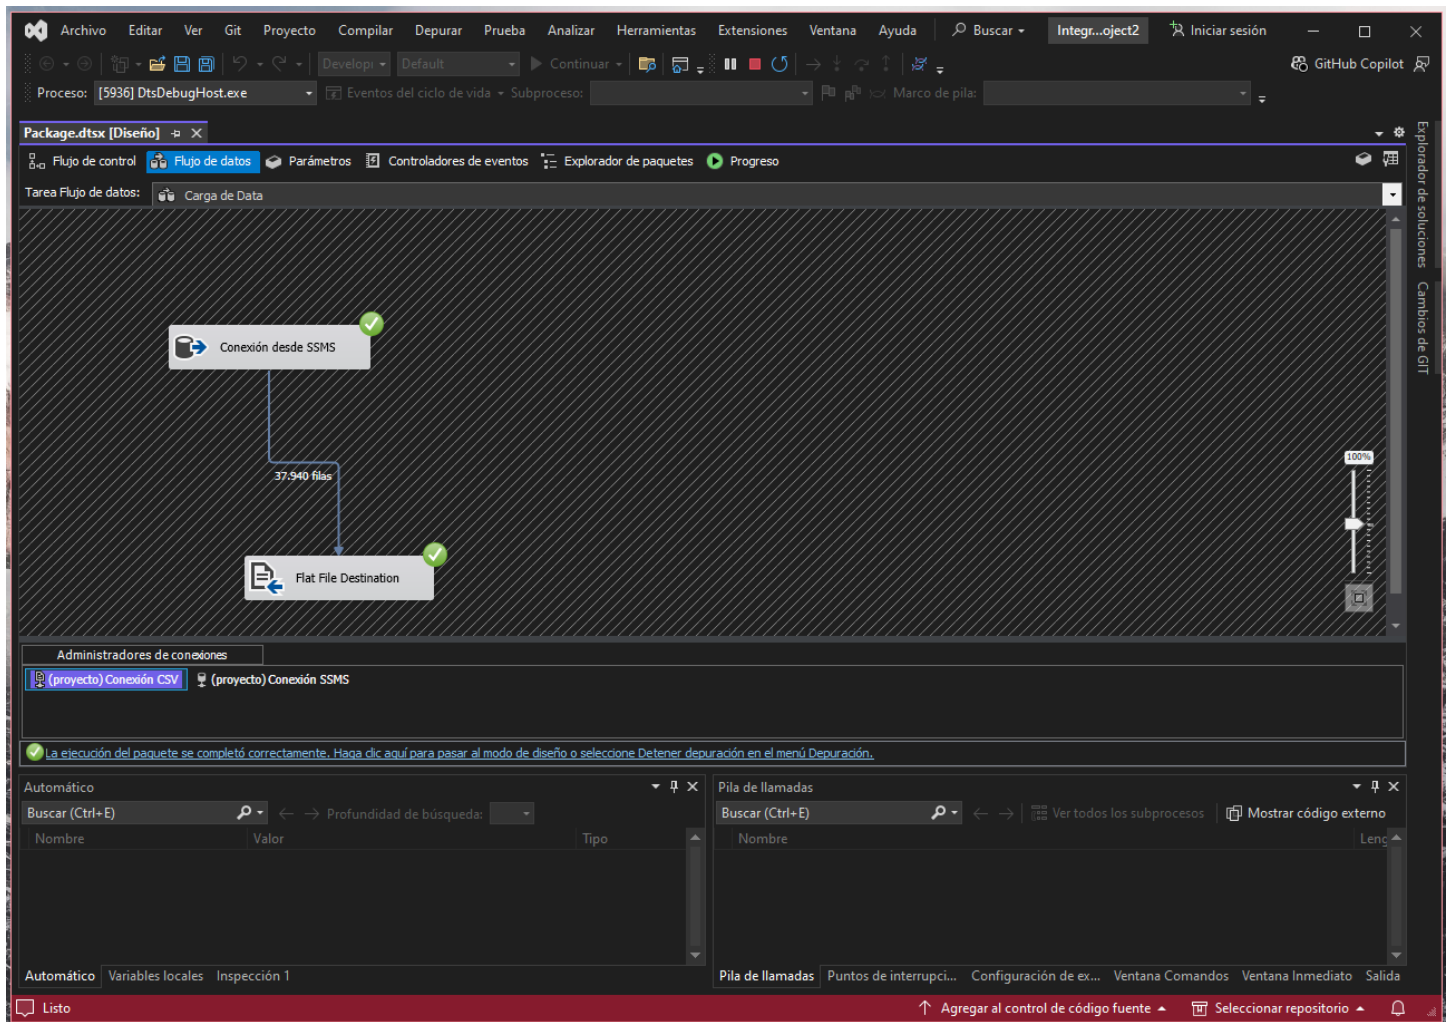 Archivo Editar Ver Git Proyecto Compilar Depurar Prueba Analizar Herramientas Extensiones Ventana Ayuda Buscar Integr...oject2 Iniciar sesión
Developi Default Continuar GitHub Copilot
Proceso: [5936] DtsDebugHost.exe Eventos del ciclo de vida Subproceso: Marco de pila:
Package.dtsx [Diseño]
Flujo de control Flujo de datos Parámetros Controladores de eventos Explorador de paquetes Progreso
Tarea Flujo de datos: Carga de Data
Conexión desde SSMS
37.940 filas
Flat File Destination
100%
Explorador de soluciones
Cambios de GIT
Administradores de conexiones
(proyecto) Conexión CSV (proyecto) Conexión SSMS
La ejecución del paquete se completó correctamente. Haga clic aquí para pasar al modo de diseño o seleccione Detener depuración en el menú Depuración.
Automático
Buscar (Ctrl+E) Profundidad de búsqueda:
Nombre Valor Tipo
Automático Variables locales Inspección 1
Pila de llamadas
Buscar (Ctrl+E) Ver todos los subprocesos Mostrar código externo
Nombre Leng
Pila de llamadas Puntos de interrupci... Configuración de ex... Ventana Comandos Ventana Inmediato Salida
Listo Agregar al control de código fuente Seleccionar repositorio